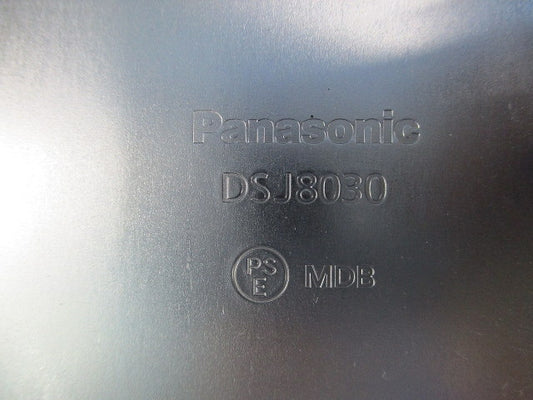 Panasonic
DSJ8030
PS
E MDB